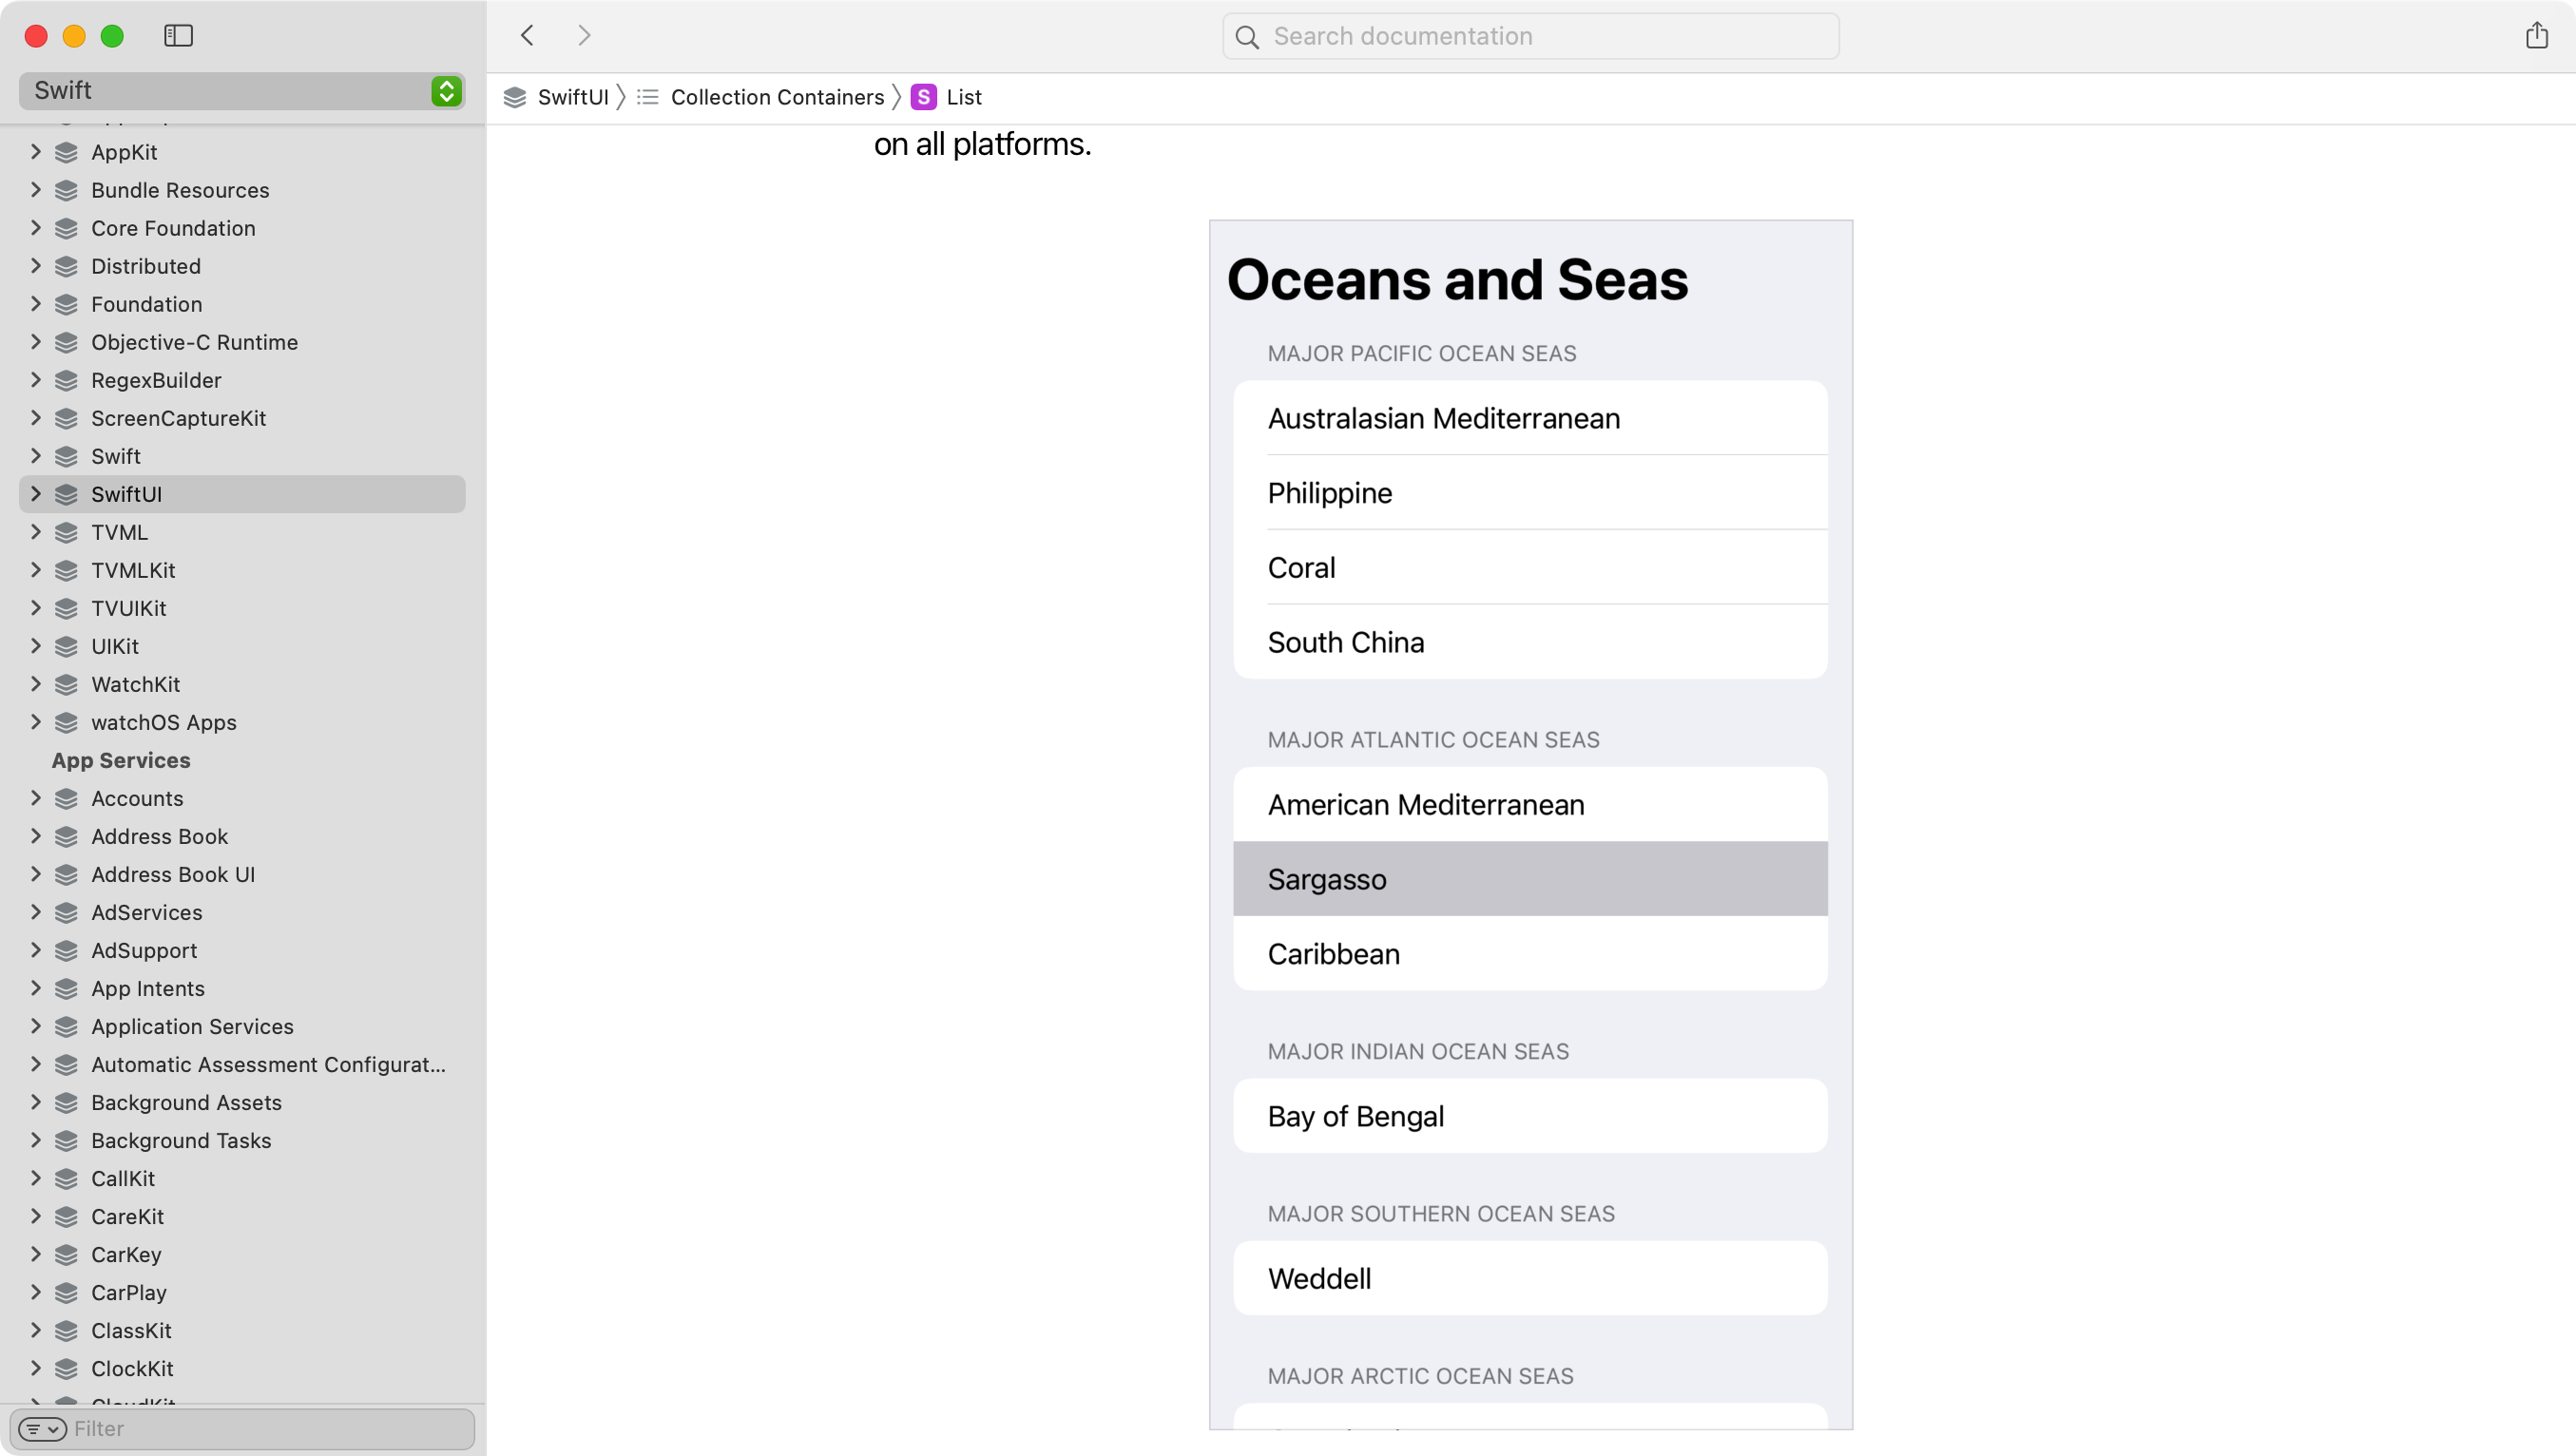 Swift
AppKit
Bundle Resources
Core Foundation
Distributed
Foundation
Objective-C Runtime
RegexBuilder
ScreenCaptureKit
Swift
SwiftUI
TVML
TVMLKit
TVUIKit
UIKit
WatchKit
watchOS Apps
App Services
Accounts
Address Book
Address Book UI
AdServices
AdSupport
App Intents
Application Services
Automatic Assessment Configurat...
Background Assets
Background Tasks
CallKit
CareKit
CarKey
CarPlay
ClassKit
ClockKit
CloudKit
Filter
Search documentation
SwiftUI 〉 Collection Containers 〉 S List
on all platforms.
Oceans and Seas
MAJOR PACIFIC OCEAN SEAS
Australasian Mediterranean
Philippine
Coral
South China
MAJOR ATLANTIC OCEAN SEAS
American Mediterranean
Sargasso
Caribbean
MAJOR INDIAN OCEAN SEAS
Bay of Bengal
MAJOR SOUTHERN OCEAN SEAS
Weddell
MAJOR ARCTIC OCEAN SEAS